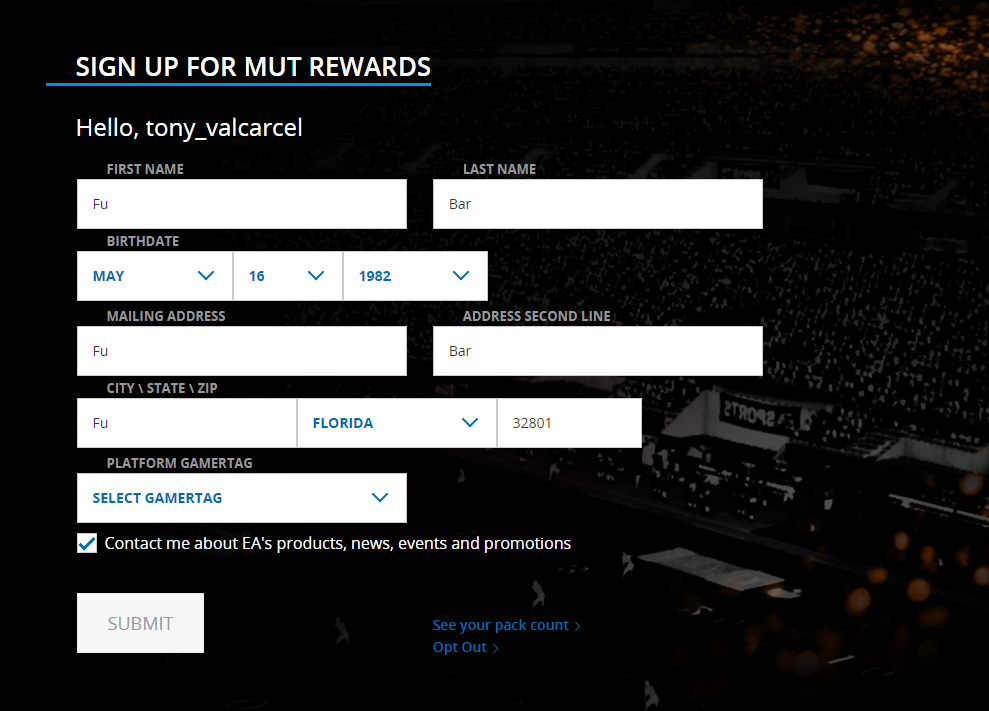 SIGN UP FOR MUT REWARDS
Hello, tony_valcarcel
FIRST NAME LAST NAME
Fu Bar
BIRTHDATE
MAY 16 1982
MAILING ADDRESS ADDRESS SECOND LINE
Fu Bar
CITY \ STATE \ ZIP
Fu FLORIDA 32801
PLATFORM GAMERTAG
SELECT GAMERTAG
Contact me about EA's products, news, events and promotions
SUBMIT
See your pack count
Opt Out